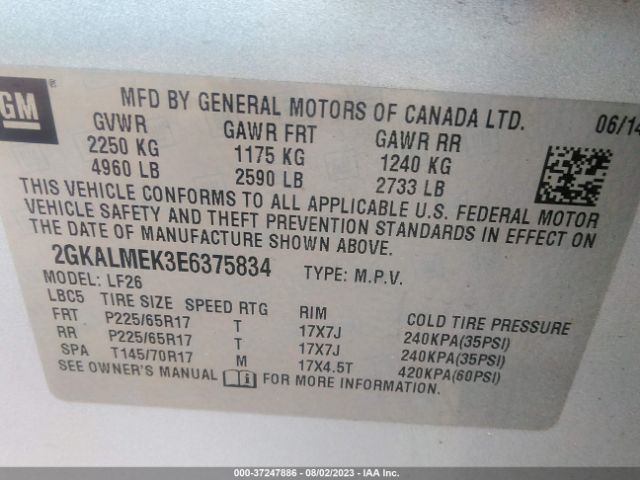 GM ®
MFD BY GENERAL MOTORS OF CANADA LTD. 06/14
GVWR GAWR FRT GAWR RR
2250 KG 1175 KG 1240 KG
4960 LB 2590 LB 2733 LB
THIS VEHICLE CONFORMS TO ALL APPLICABLE U.S. FEDERAL MOTOR
VEHICLE SAFETY AND THEFT PREVENTION STANDARDS IN EFFECT ON
THE DATE OF MANUFACTURE SHOWN ABOVE.
2GKALMEK3E6375834 TYPE: M.P.V.
MODEL: LF26
LBC5 TIRE SIZE SPEED RTG RIM COLD TIRE PRESSURE
FRT P225/65R17 T 17X7J 240KPA(35PSI)
RR P225/65R17 T 17X7J 240KPA(35PSI)
SPA T145/70R17 M 17X4.5T 420KPA(60PSI)
SEE OWNER'S MANUAL FOR MORE INFORMATION.
000-37247886 - 08/02/2023 - IAA Inc.